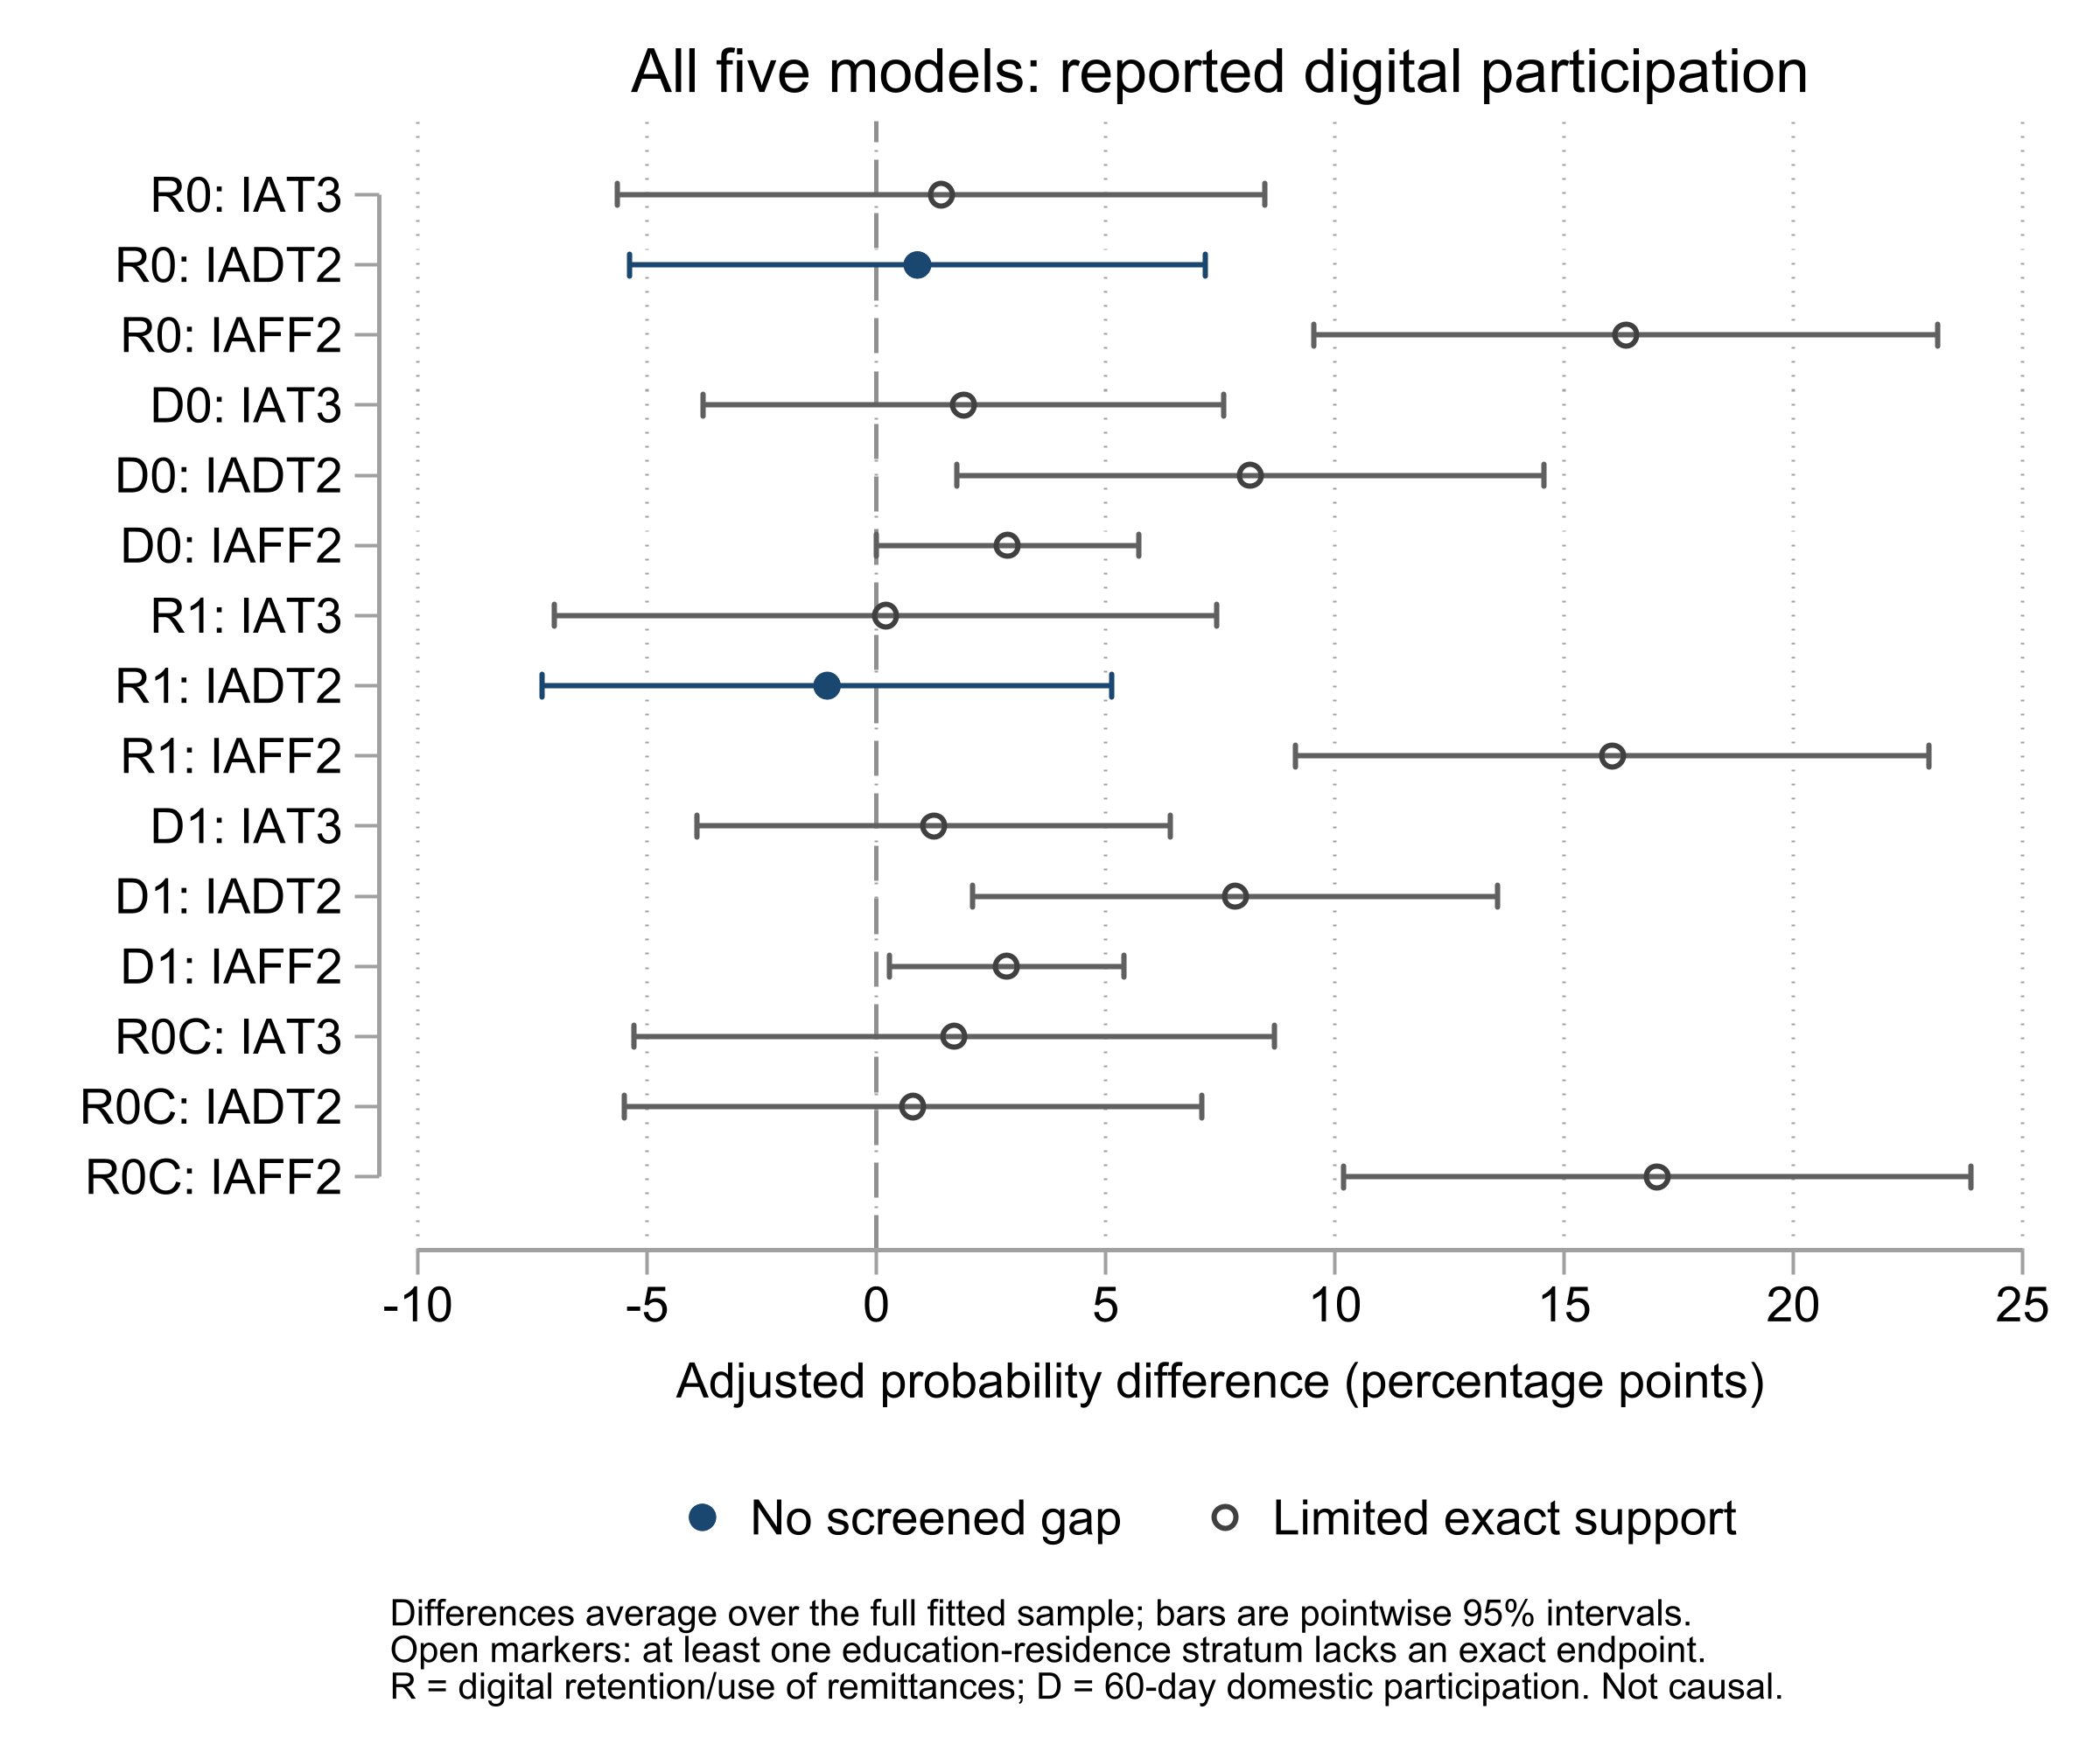 All five models: reported digital participation
R0: IAT3
R0: IADT2
R0: IAFF2
D0: IAT3
D0: IADT2
D0: IAFF2
R1: IAT3
R1: IADT2
R1: IAFF2
D1: IAT3
D1: IADT2
D1: IAFF2
R0C: IAT3
R0C: IADT2
R0C: IAFF2
-10 -5 0 5 10 15 20 25
Adjusted probability difference (percentage points)
No screened gap Limited exact support
Differences average over the full fitted sample; bars are pointwise 95% intervals.
Open markers: at least one education-residence stratum lacks an exact endpoint.
R = digital retention/use of remittances; D = 60-day domestic participation. Not causal.